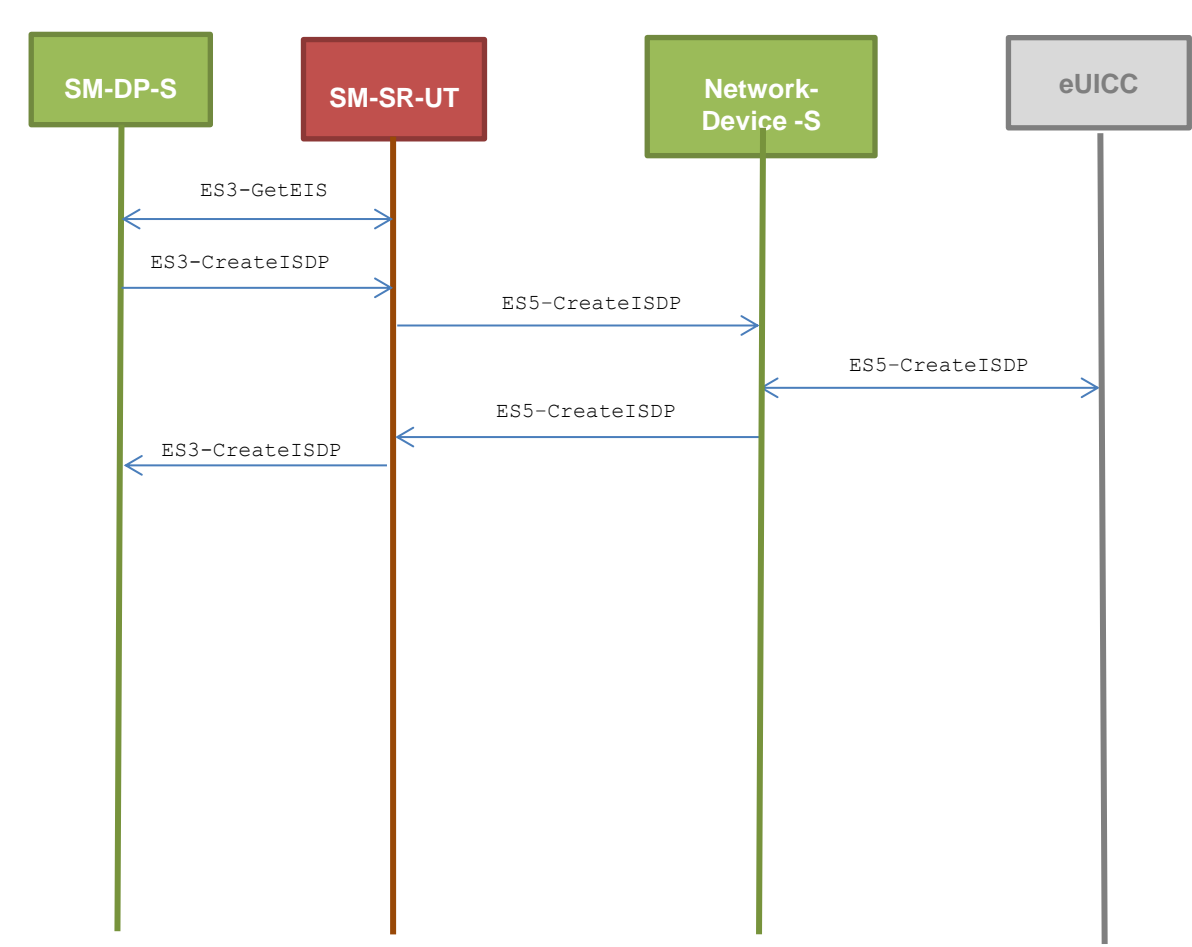 SM-DP-S
SM-SR-UT
Network-
Device -S
eUICC
ES3-GetEIS
ES3-CreateISDP
ES5-CreateISDP
ES5-CreateISDP
ES5-CreateISDP
ES3-CreateISDP